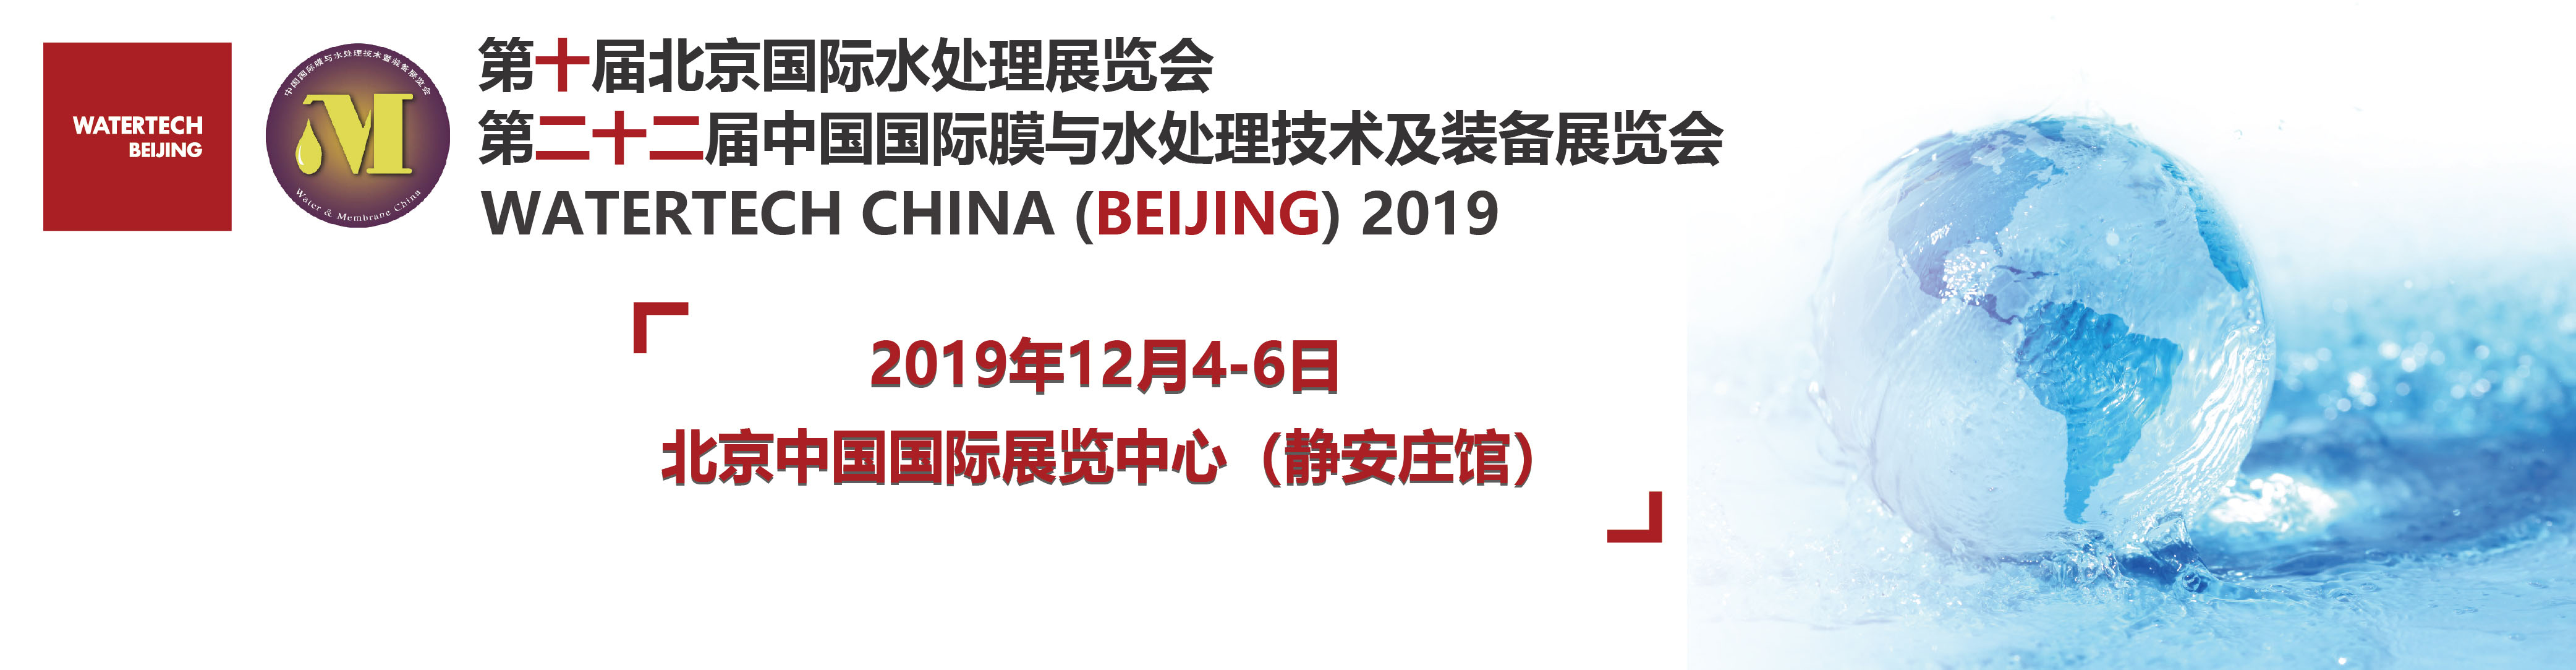 WATERTECH
BEIJING
中国国际膜与水处理技术暨装备展览会
M
Water & Membrane China
第十届北京国际水处理展览会
第二十二届中国国际膜与水处理技术及装备展览会
WATERTECH CHINA (BEIJING) 2019
2019年12月4-6日
北京中国国际展览中心（静安庄馆）